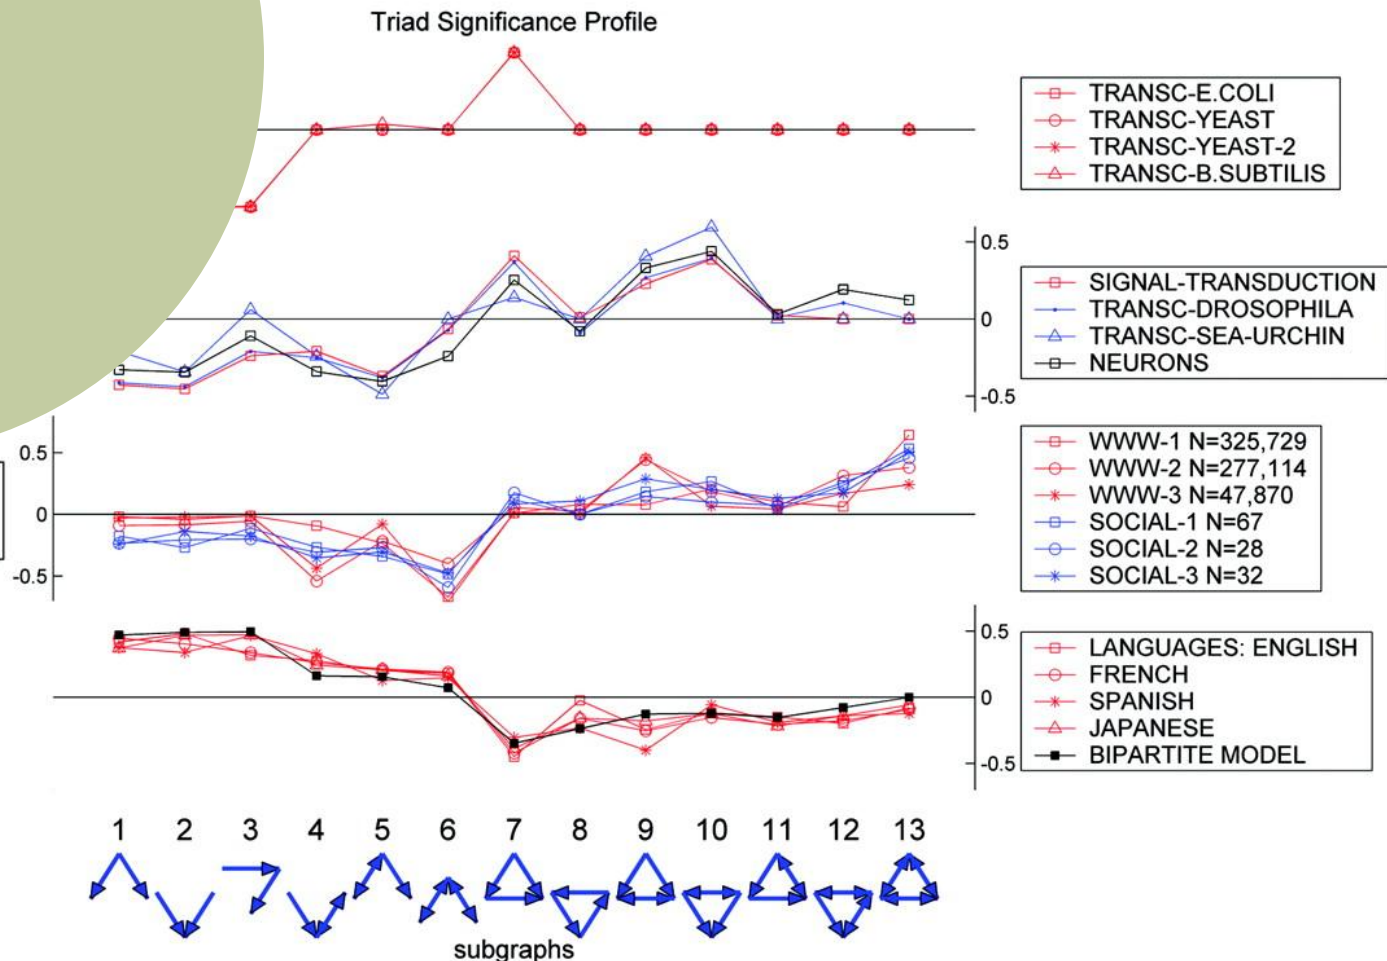 Triad Significance Profile
TRANSC-E.COLI
TRANSC-YEAST
TRANSC-YEAST-2
TRANSC-B.SUBTILIS
0.5
0
-0.5
SIGNAL-TRANSDUCTION
TRANSC-DROSOPHILA
TRANSC-SEA-URCHIN
NEURONS
0.5
0
-0.5
WWW-1 N=325,729
WWW-2 N=277,114
WWW-3 N=47,870
SOCIAL-1 N=67
SOCIAL-2 N=28
SOCIAL-3 N=32
0.5
0
-0.5
LANGUAGES: ENGLISH
FRENCH
SPANISH
JAPANESE
BIPARTITE MODEL
1 2 3 4 5 6 7 8 9 10 11 12 13
subgraphs